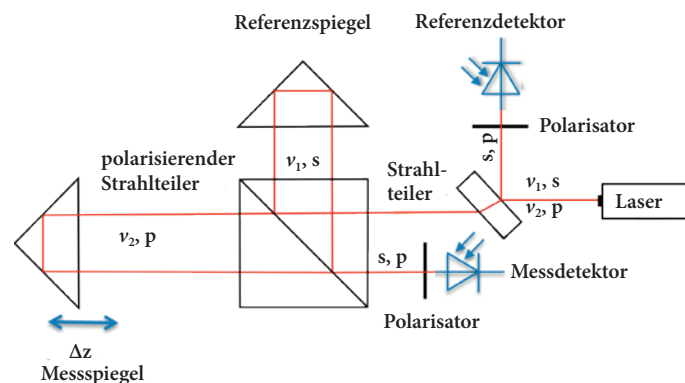 Referenzspiegel
Referenzdetektor
Polarisator
s, p
polarisierender
Strahlteiler
ν₁, s
Strahl-
teiler
ν₁, s
ν₂, p
Laser
ν₂, p
s, p
Messdetektor
Polarisator
Δz
Messspiegel